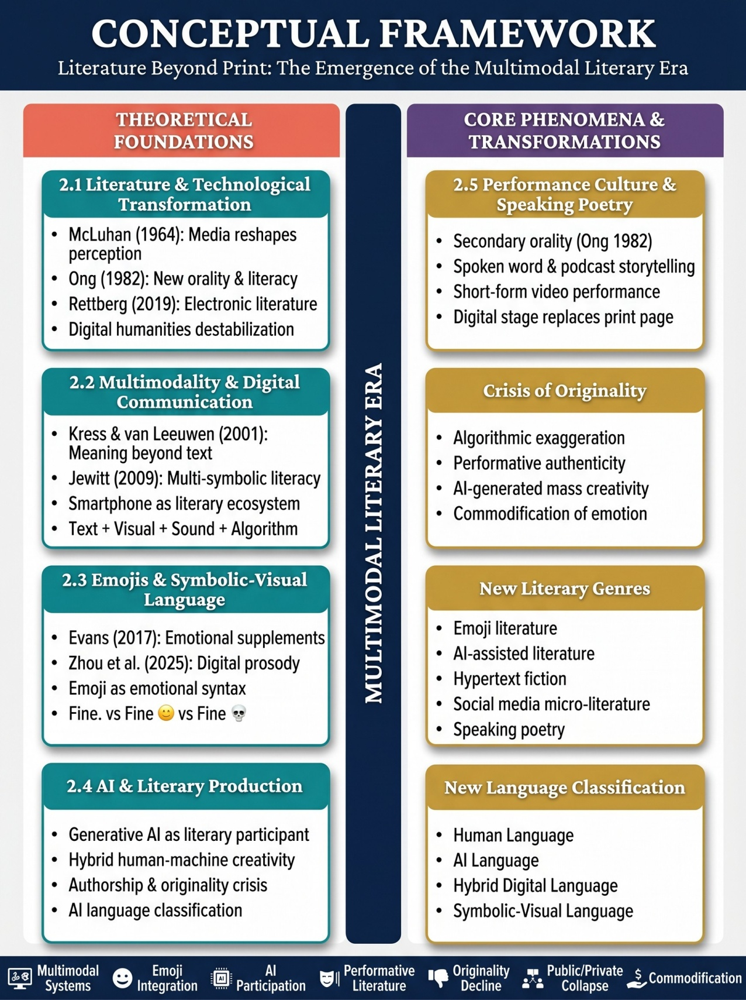 CONCEPTUAL FRAMEWORK
Literature Beyond Print: The Emergence of the Multimodal Literary Era
THEORETICAL
FOUNDATIONS
2.1 Literature & Technological
Transformation
• McLuhan (1964): Media reshapes
perception
• Ong (1982): New orality & literacy
• Rettberg (2019): Electronic literature
• Digital humanities destabilization
2.2 Multimodality & Digital
Communication
• Kress & van Leeuwen (2001):
Meaning beyond text
• Jewitt (2009): Multi-symbolic literacy
• Smartphone as literary ecosystem
• Text + Visual + Sound + Algorithm
2.3 Emojis & Symbolic-Visual
Language
• Evans (2017): Emotional supplements
• Zhou et al. (2025): Digital prosody
• Emoji as emotional syntax
• Fine. vs Fine 😊 vs Fine 💀
2.4 AI & Literary Production
• Generative AI as literary participant
• Hybrid human-machine creativity
• Authorship & originality crisis
• AI language classification
MULTIMODAL LITERARY ERA
CORE PHENOMENA &
TRANSFORMATIONS
2.5 Performance Culture &
Speaking Poetry
• Secondary orality (Ong 1982)
• Spoken word & podcast storytelling
• Short-form video performance
• Digital stage replaces print page
Crisis of Originality
• Algorithmic exaggeration
• Performative authenticity
• AI-generated mass creativity
• Commodification of emotion
New Literary Genres
• Emoji literature
• AI-assisted literature
• Hypertext fiction
• Social media micro-literature
• Speaking poetry
New Language Classification
• Human Language
• AI Language
• Hybrid Digital Language
• Symbolic-Visual Language
Multimodal
Systems
Emoji
Integration
AI
AI
Participation
Performative
Literature
Originality
Decline
Public/Private
Collapse
$
Commodification